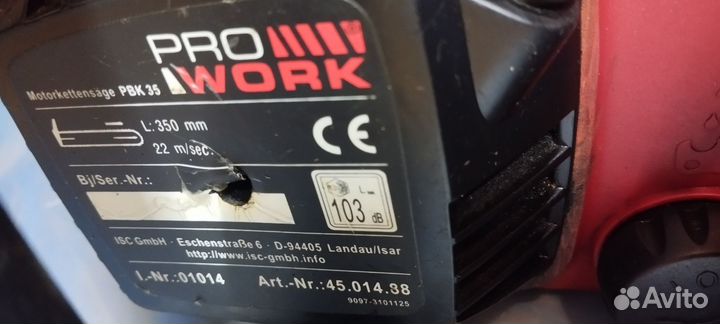 PRO
WORK
Motorkettensäge PBK 35
L: 350 mm
22 m/sec.
CE
Bj/Ser.-Nr.:
L
103 dB
ISC GmbH · Eschenstraße 6 · D-94405 Landau/Isar
http://www.isc-gmbh.info
I.-Nr.:01014 Art.-Nr.:45.014.38
9097-3101125
Avito